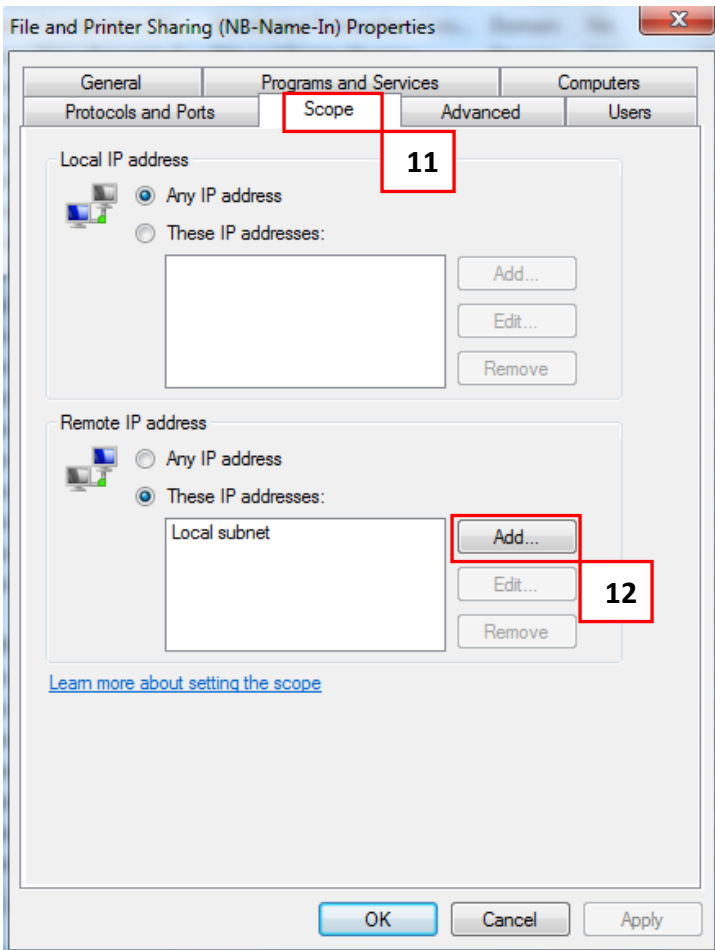 File and Printer Sharing (NB-Name-In) Properties
General Programs and Services Computers
Protocols and Ports Scope Advanced Users
11
Local IP address
Any IP address
These IP addresses:
Add...
Edit...
Remove
Remote IP address
Any IP address
These IP addresses:
Local subnet
Add...
Edit...
12
Remove
Learn more about setting the scope
OK Cancel Apply